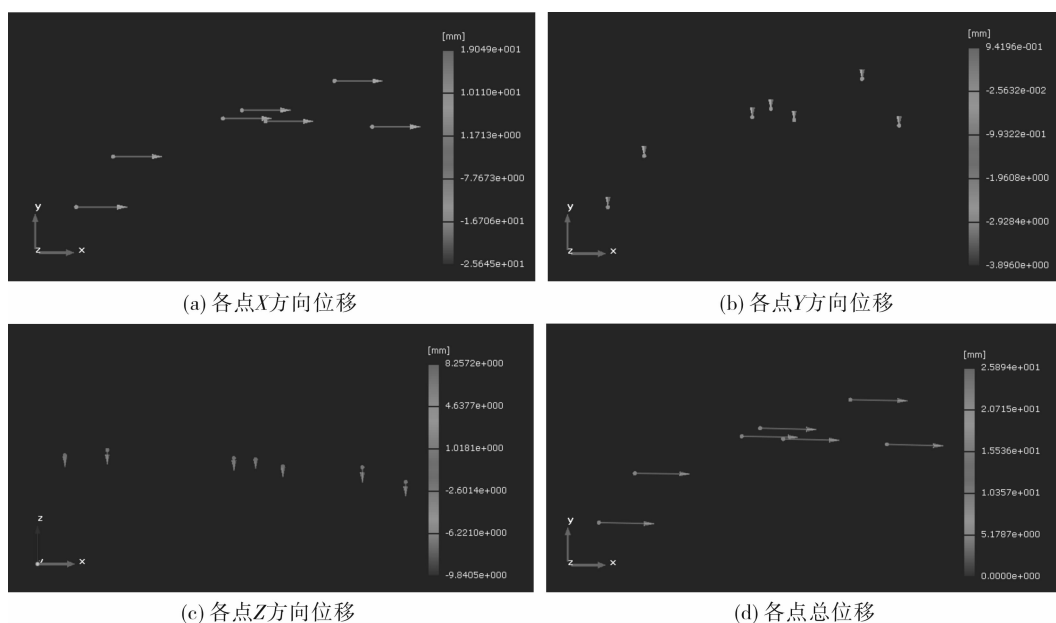 [mm]
1.9049e+001
1.0110e+001
1.1713e+000
-7.7673e+000
-1.6706e+001
-2.5645e+001
y
z
x
(a) 各点X方向位移
[mm]
9.4196e-001
-2.5632e-002
-9.9321e-001
-1.9608e+000
-2.9284e+000
-3.8960e+000
y
z
x
(b) 各点Y方向位移
[mm]
8.2572e+000
4.6377e+000
1.0181e+000
-2.6014e+000
-6.2210e+000
-9.8405e+000
z
x
(c) 各点Z方向位移
[mm]
2.5894e+001
2.0715e+001
1.5536e+001
1.0357e+001
5.1787e+000
0.0000e+000
y
z
x
(d) 各点总位移